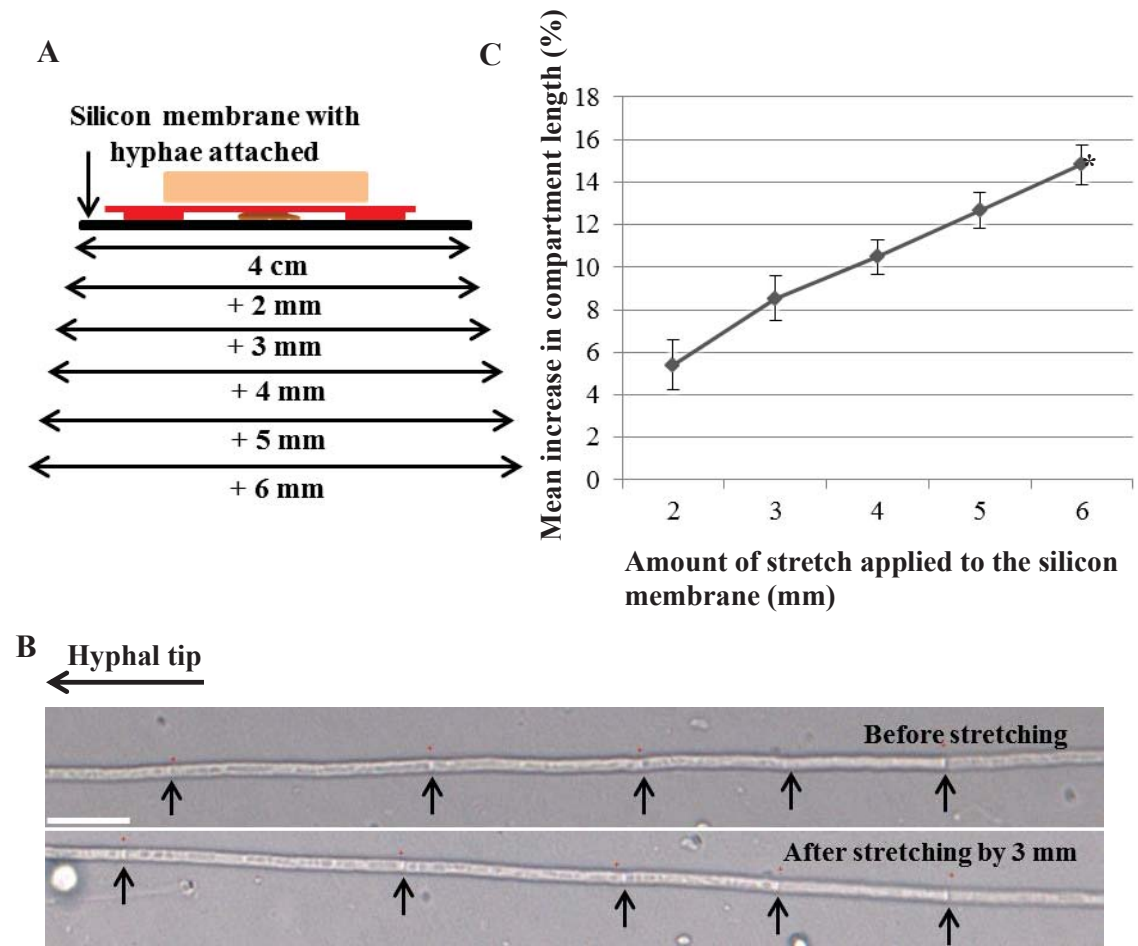 A
Silicon membrane with
hyphae attached
4 cm
+ 2 mm
+ 3 mm
+ 4 mm
+ 5 mm
+ 6 mm
C
Mean increase in compartment length (%)
18
16
14
12
10
8
6
4
2
0
*
2 3 4 5 6
Amount of stretch applied to the silicon
membrane (mm)
B
Hyphal tip
Before stretching
After stretching by 3 mm